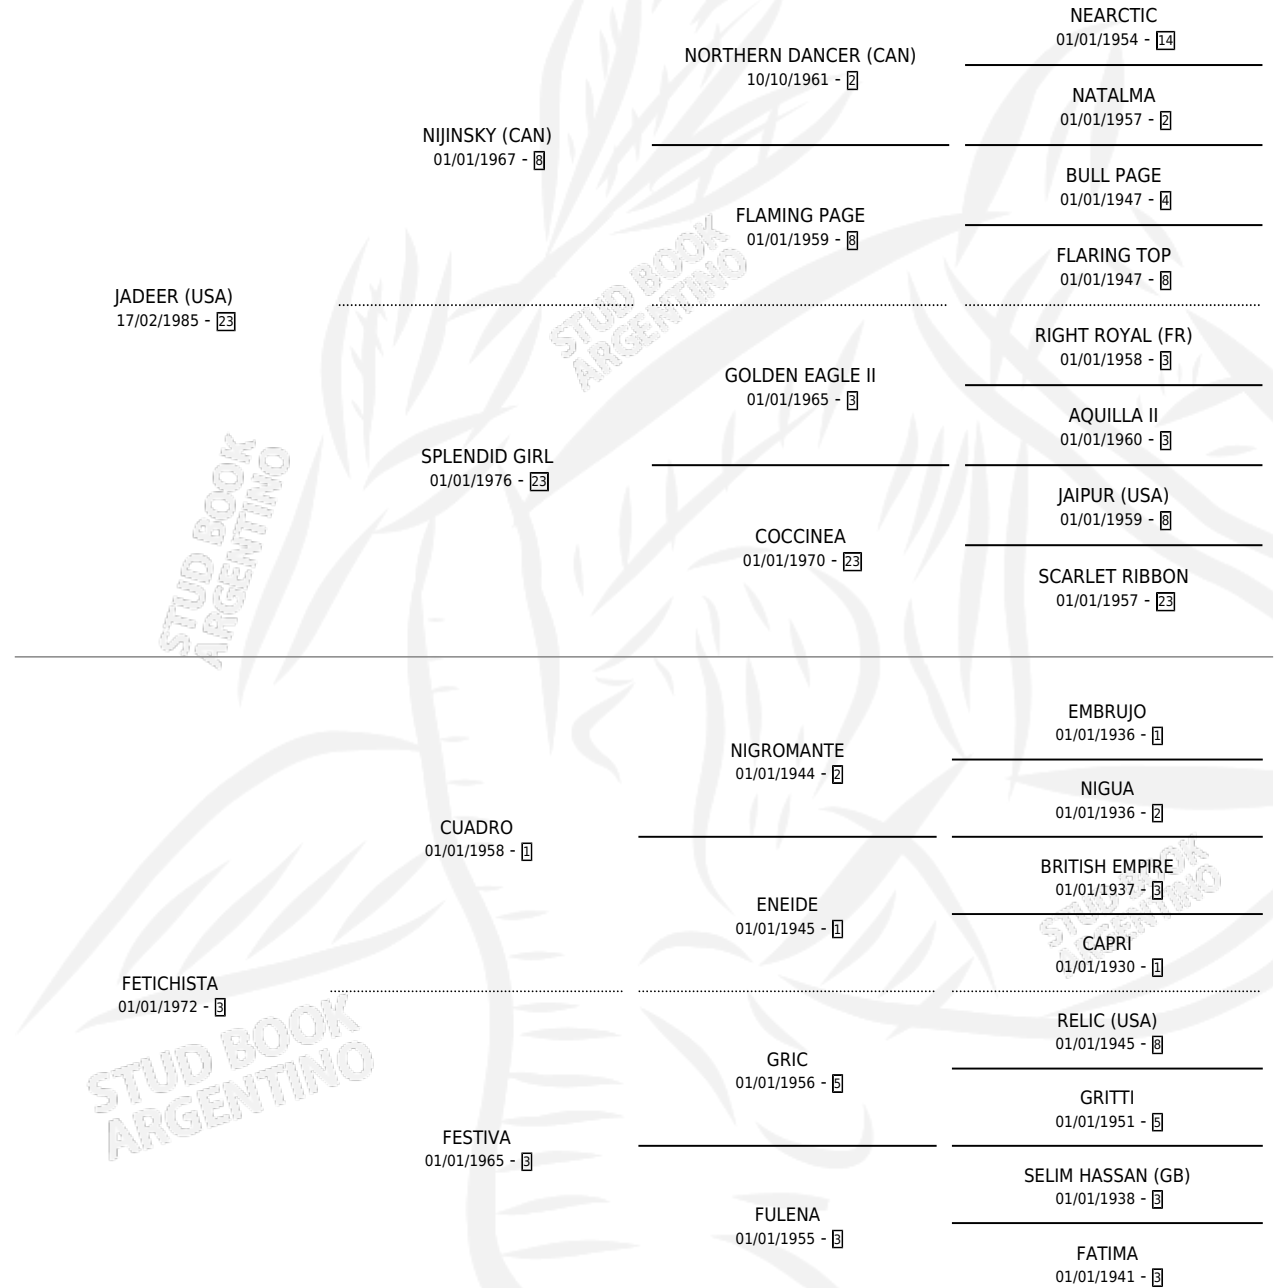 NEARCTIC
01/01/1954 - 14
NORTHERN DANCER (CAN)
10/10/1961 - 2
NATALMA
01/01/1957 - 2
NIJINSKY (CAN)
01/01/1967 - 8
BULL PAGE
01/01/1947 - 4
FLAMING PAGE
01/01/1959 - 8
FLARING TOP
01/01/1947 - 8
JADEER (USA)
17/02/1985 - 23
RIGHT ROYAL (FR)
01/01/1958 - 3
GOLDEN EAGLE II
01/01/1965 - 3
AQUILLA II
01/01/1960 - 3
SPLENDID GIRL
01/01/1976 - 23
JAIPUR (USA)
01/01/1959 - 8
COCCINEA
01/01/1970 - 23
SCARLET RIBBON
01/01/1957 - 23
STUD BOOK
ARGENTINO
STUD BOOK
ARGENTINO
EMBRUJO
01/01/1936 - 1
NIGROMANTE
01/01/1944 - 2
NIGUA
01/01/1936 - 2
CUADRO
01/01/1958 - 1
BRITISH EMPIRE
01/01/1937 - 3
ENEIDE
01/01/1945 - 1
CAPRI
01/01/1930 - 1
FETICHISTA
01/01/1972 - 3
RELIC (USA)
01/01/1945 - 8
GRIC
01/01/1956 - 5
GRITTI
01/01/1951 - 5
FESTIVA
01/01/1965 - 3
SELIM HASSAN (GB)
01/01/1938 - 3
FULENA
01/01/1955 - 3
FATIMA
01/01/1941 - 3
STUD BOOK
ARGENTINO
STUD BOOK
ARGENTINO